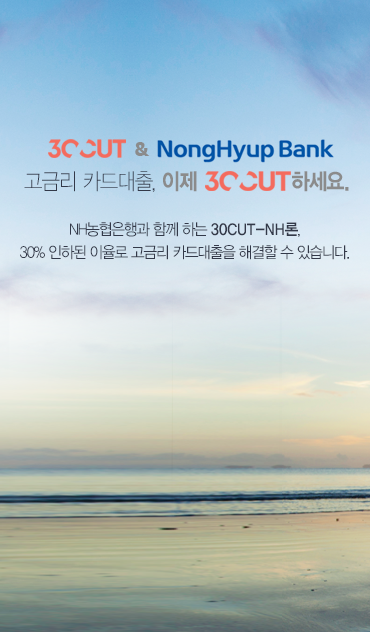 30CUT & NongHyup Bank
고금리 카드대출, 이제 30CUT하세요.
NH농협은행과 함께 하는 30CUT-NH론,
30% 인하된 이율로 고금리 카드대출을 해결할 수 있습니다.